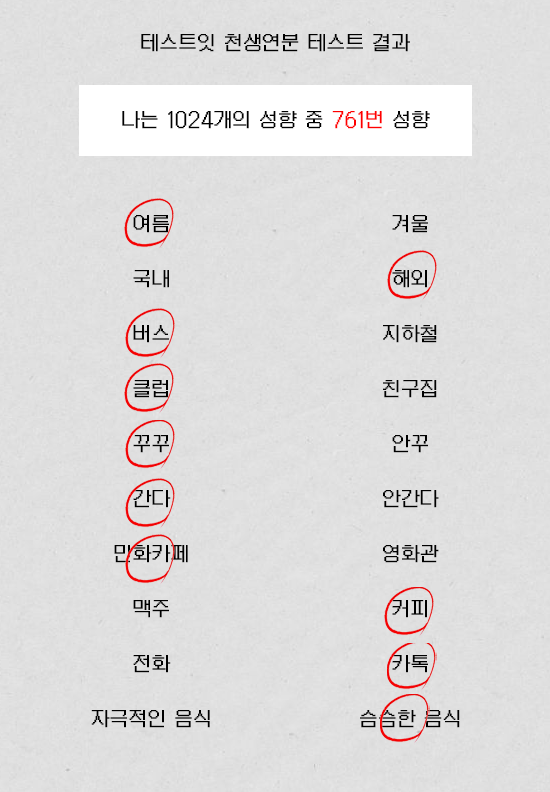 테스트잇 천생연분 테스트 결과
나는 1024개의 성향 중 761번 성향
여름 겨울
국내 해외
버스 지하철
클럽 친구집
꾸꾸 안꾸
간다 안간다
만화카페 영화관
맥주 커피
전화 카톡
자극적인 음식 슴슴한 음식